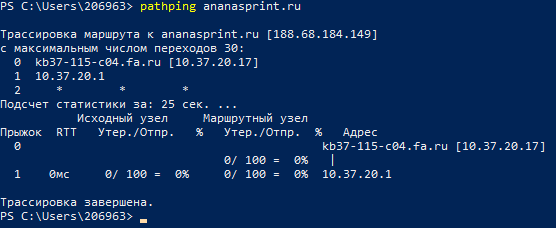 PS C:\Users\206963> pathping ananasprint.ru
Трассировка маршрута к ananasprint.ru [188.68.184.149]
с максимальным числом переходов 30:
  0  kb37-115-c04.fa.ru [10.37.20.17]
  1  10.37.20.1
  2     *        *        *
Подсчет статистики за: 25 сек. ...
            Исходный узел      Маршрутный узел
Прыжок  RTT    Утер./Отпр.   %    Утер./Отпр.   %   Адрес
  0                                           kb37-115-c04.fa.ru [10.37.20.17]
                                0/ 100 =  0%   |
  1    0мс     0/ 100 =  0%     0/ 100 =  0%  10.37.20.1
Трассировка завершена.
PS C:\Users\206963> _